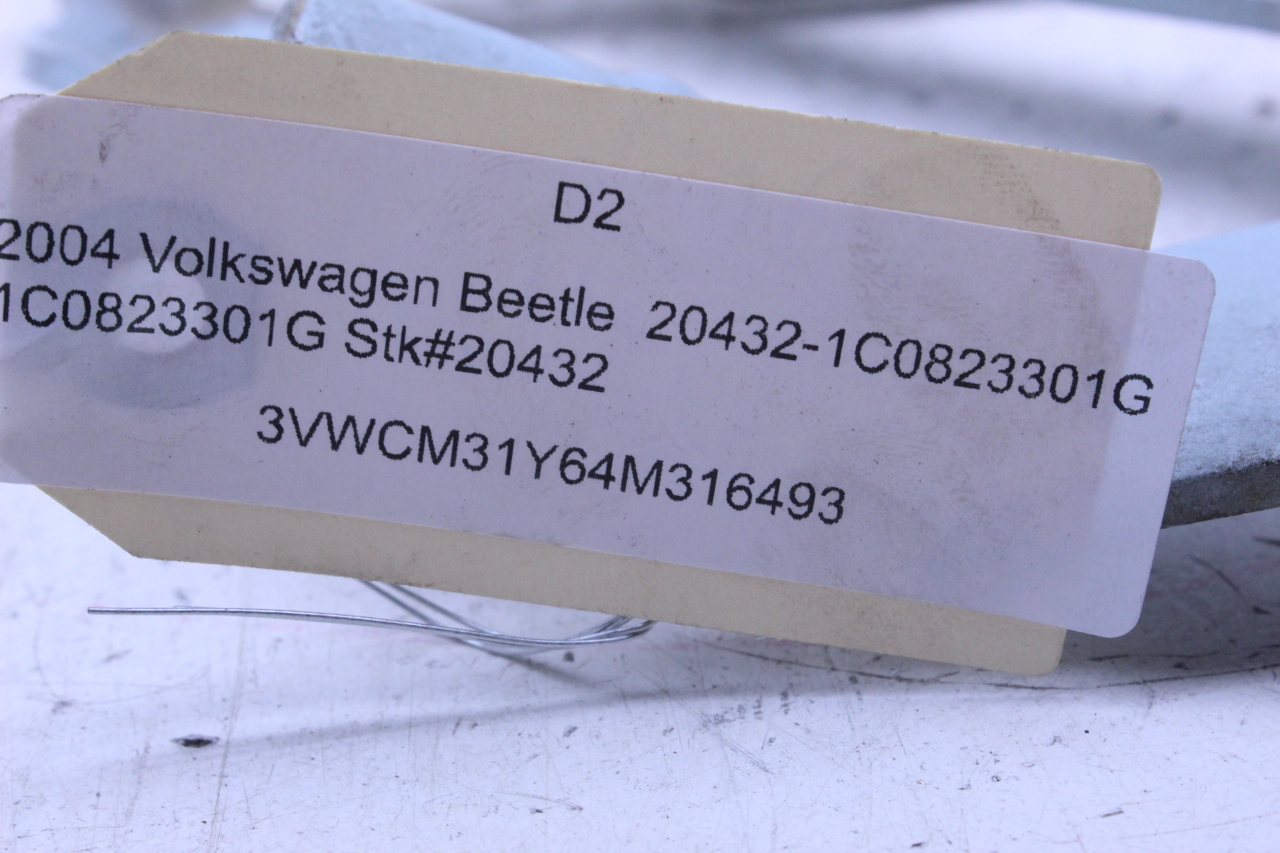 D2
2004 Volkswagen Beetle 20432-1C0823301G
1C0823301G Stk#20432
3VWCM31Y64M316493